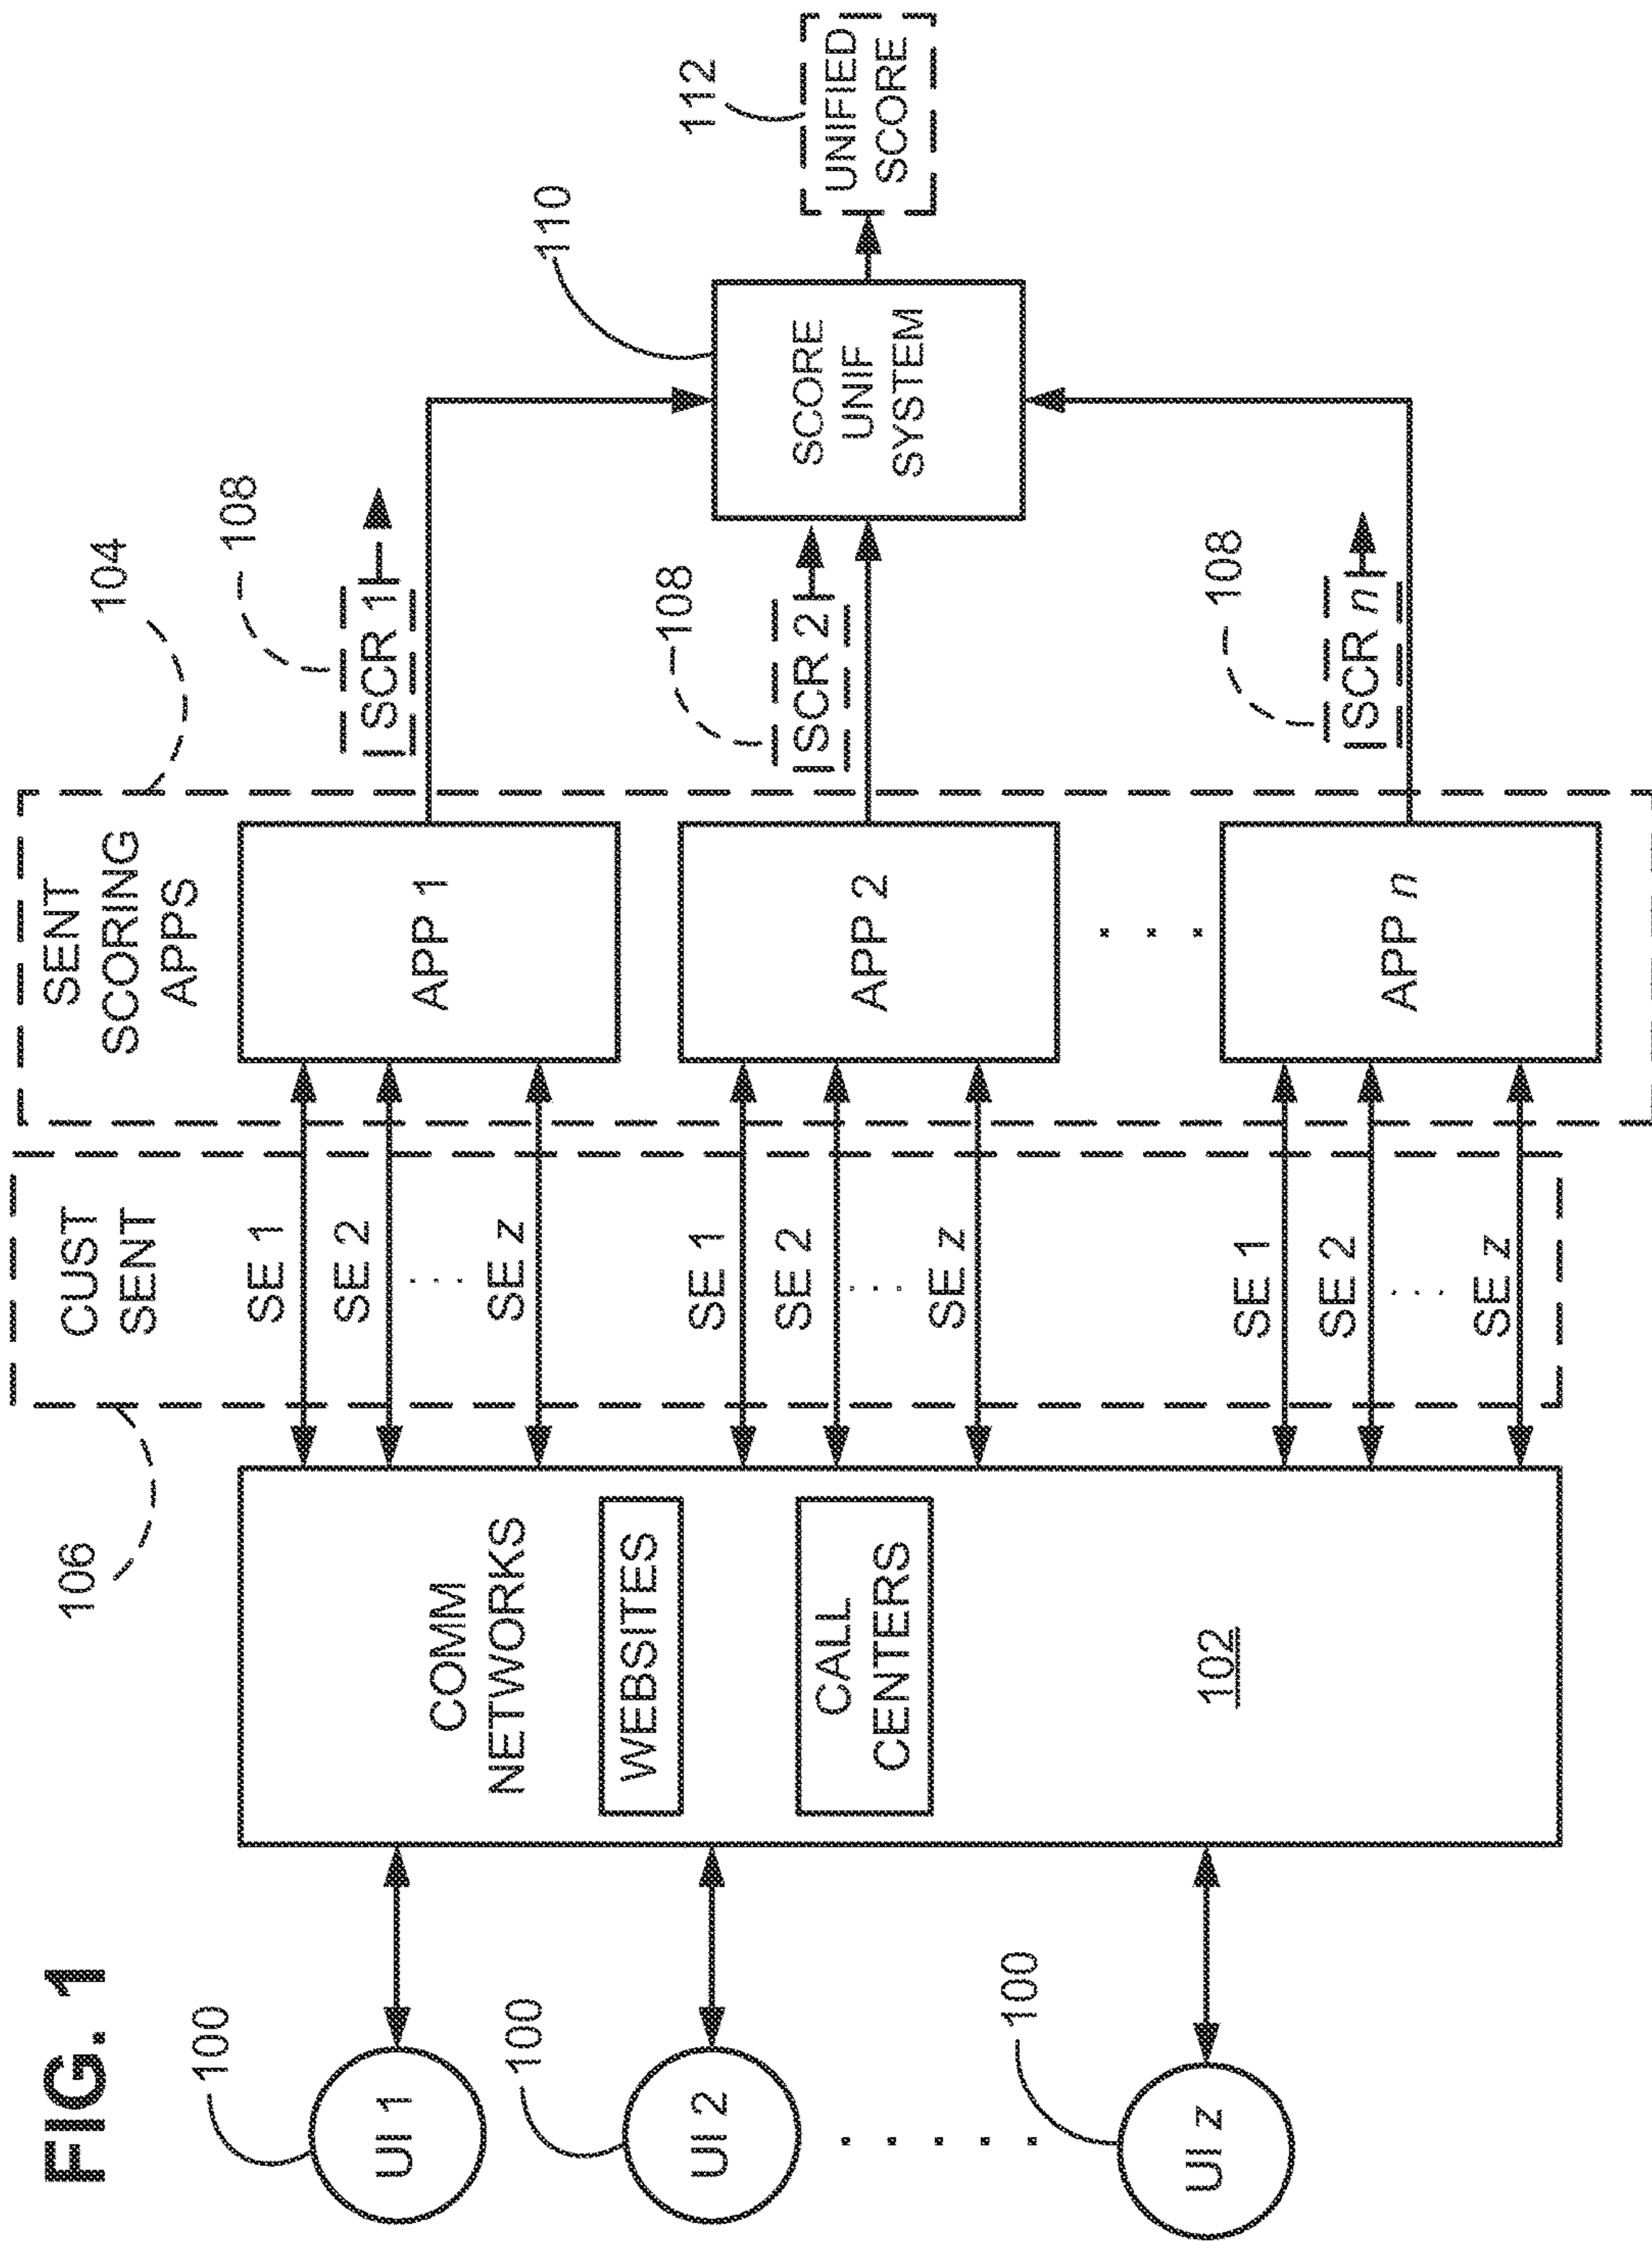 FIG. 1
100
UI 1
100
UI 2
100
UI z
COMM
NETWORKS
WEBSITES
CALL
CENTERS
102
106
CUST
SENT
SE 1
SE 2
SE z
SE 1
SE 2
SE z
SE 1
SE 2
SE z
104
SENT
SCORING
APPS
APP 1
APP 2
APP n
108
SCR 1
108
SCR 2
108
SCR n
110
SCORE
UNIF
SYSTEM
112
UNIFIED
SCORE